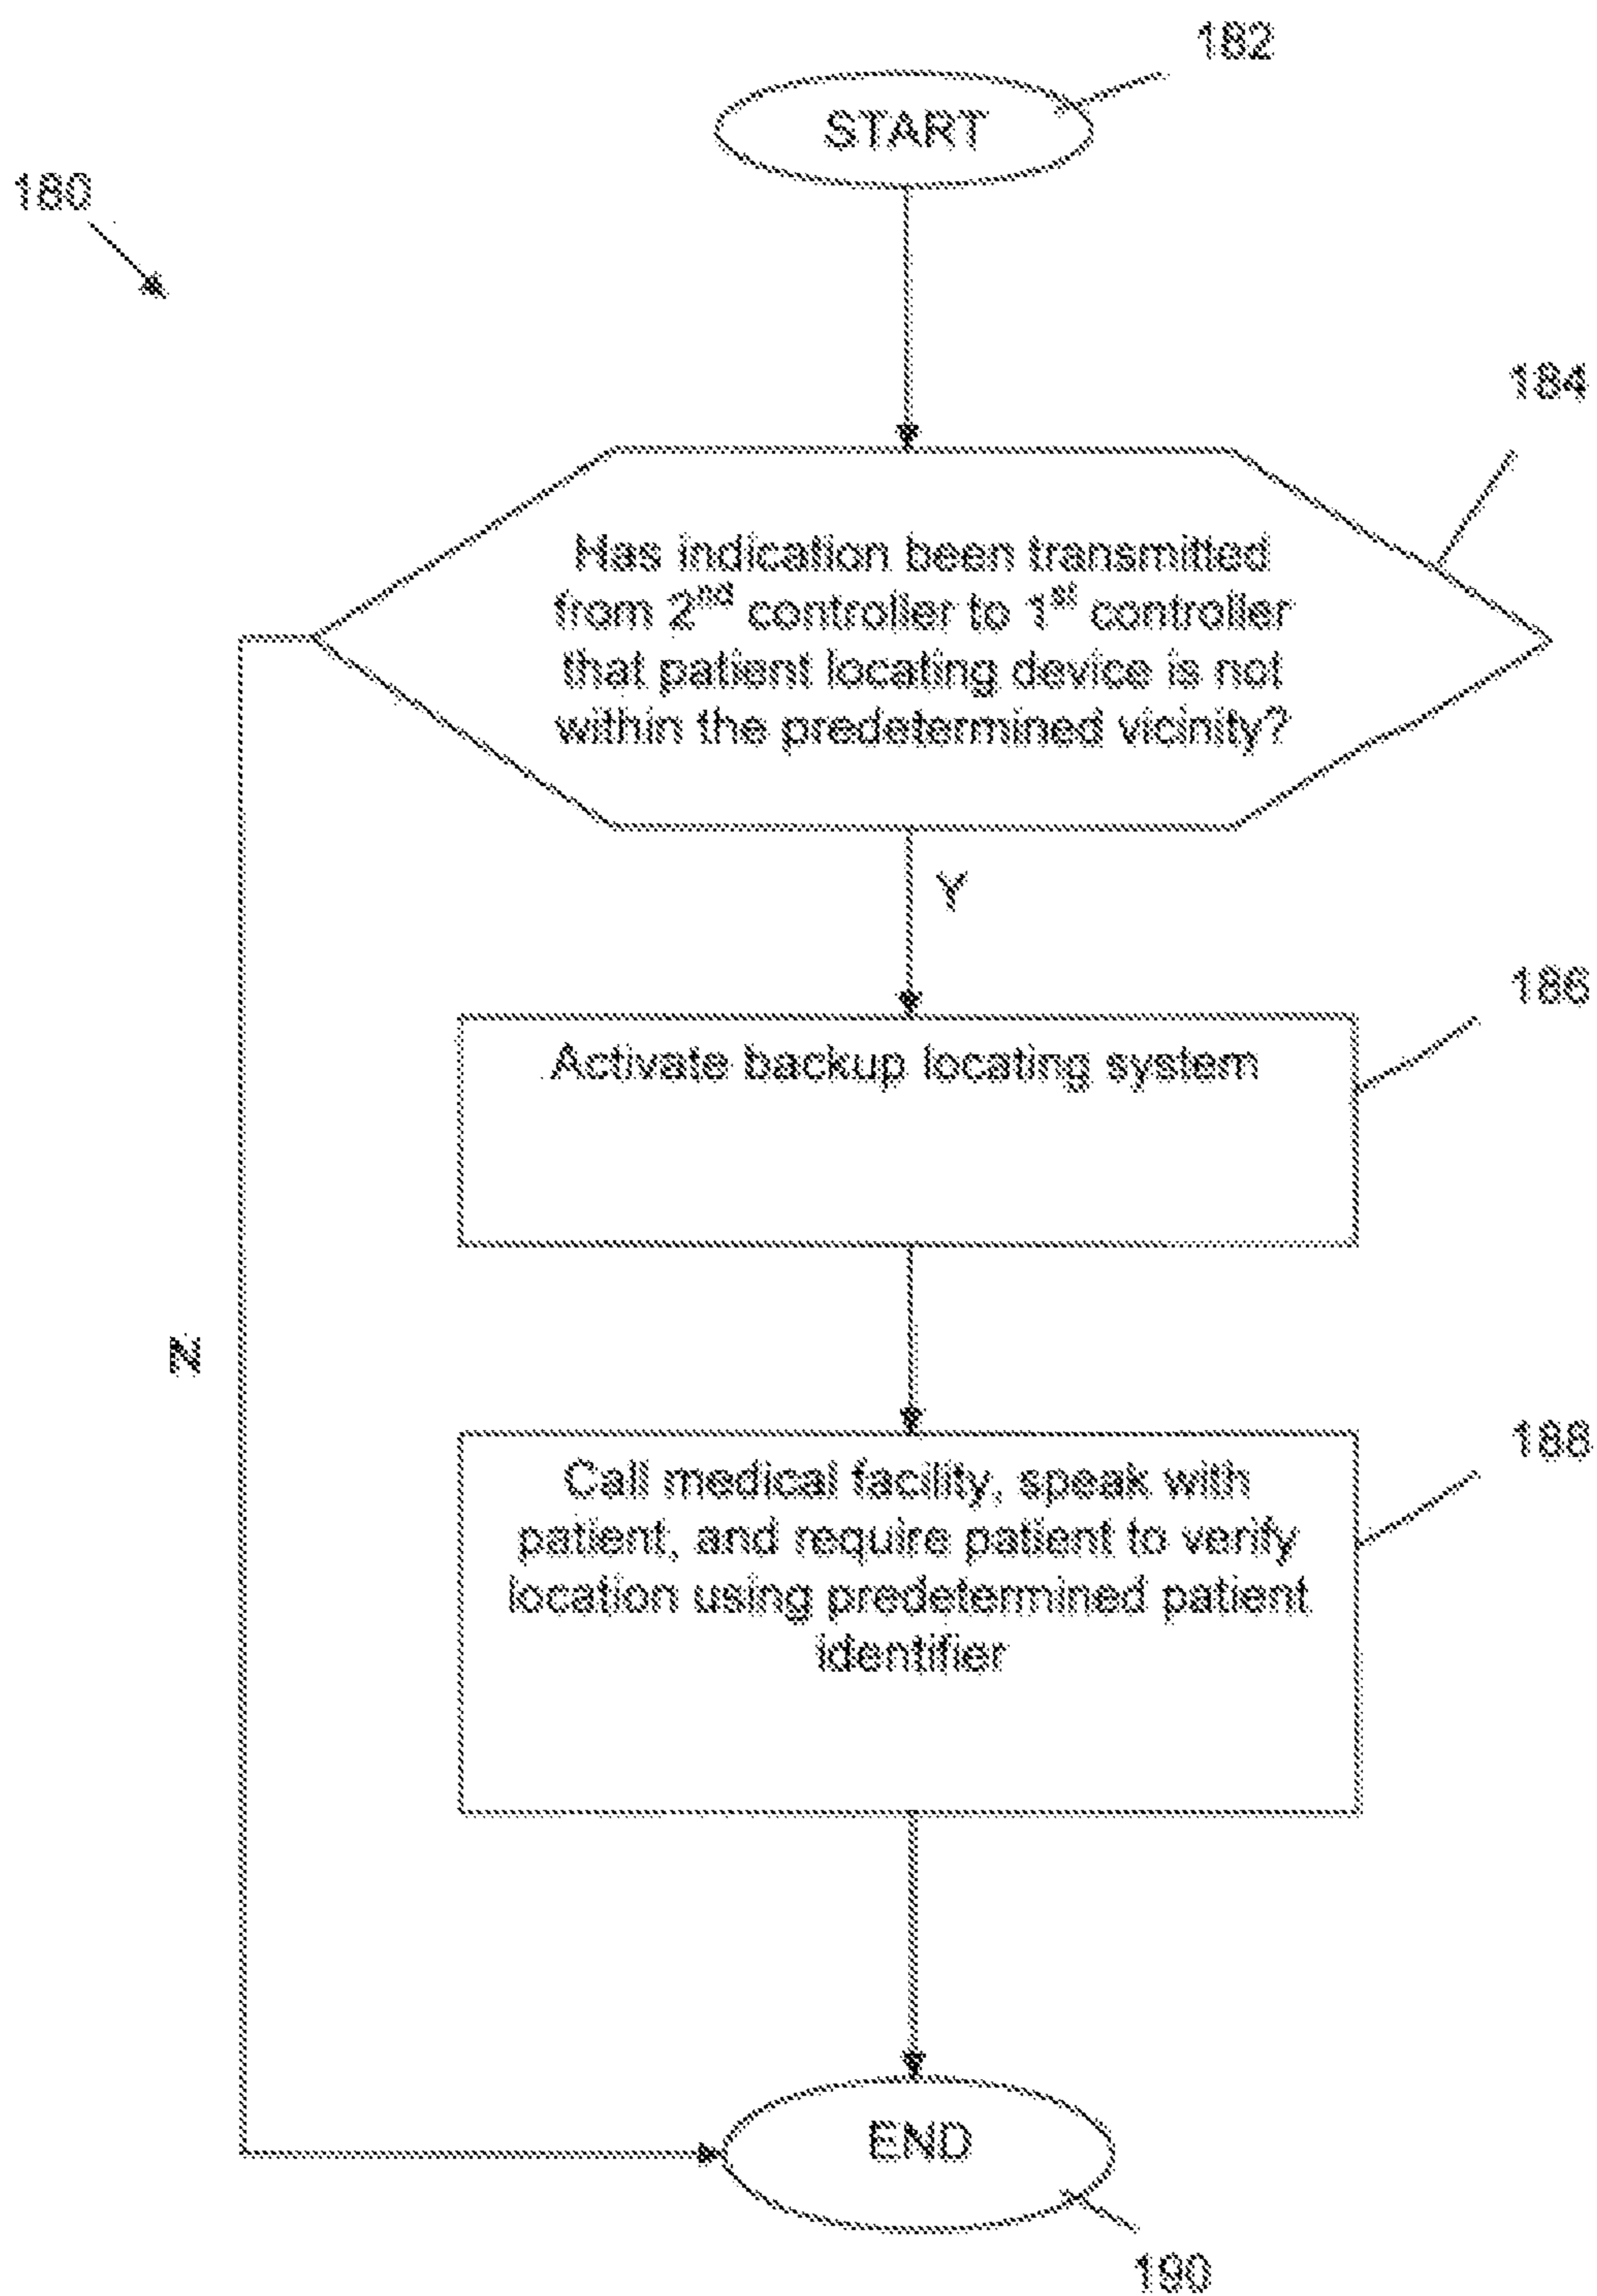 182
START
180
184
Has indication been transmitted
from 2nd controller to 1st controller
that patient locating device is not
within the predetermined vicinity?
Y
186
Activate backup locating system
N
188
Call medical facility, speak with
patient, and require patient to verify
location using predetermined patient
identifier
END
190